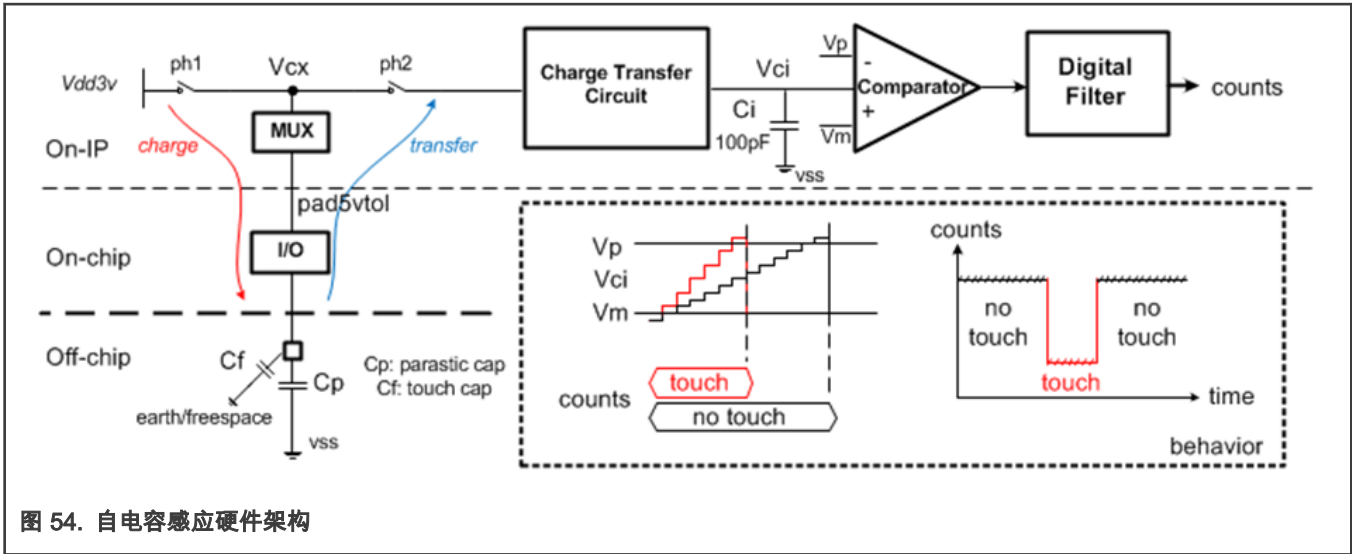 Vdd3v
ph1
Vcx
ph2
MUX
On-IP
charge
transfer
Charge Transfer
Circuit
Vci
Ci
100pF
vss
Vp
-
Comparator
+
Vm
Digital
Filter
counts
pad5vtol
On-chip
I/O
Off-chip
Cf
Cp
earth/freespace
vss
Cp: parastic cap
Cf: touch cap
Vp
Vci
Vm
counts
touch
no touch
counts
no
touch
touch
no
touch
time
behavior
图 54. 自电容感应硬件架构